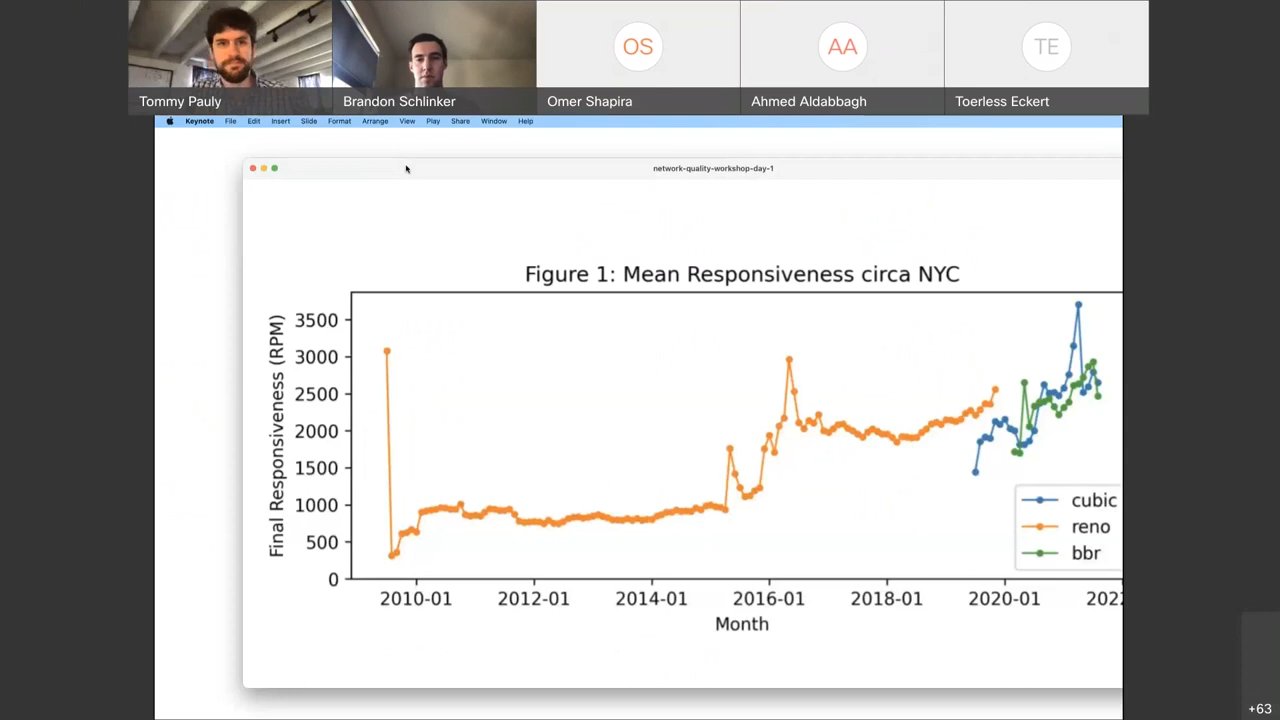 OS
AA
TE
Tommy Pauly
Brandon Schlinker
Omer Shapira
Ahmed Aldabbagh
Toerless Eckert
Keynote File Edit Insert Slide Format Arrange View Play Share Window Help
network-quality-workshop-day-1
Figure 1: Mean Responsiveness circa NYC
Final Responsiveness (RPM)
3500
3000
2500
2000
1500
1000
500
0
cubic
reno
bbr
2010-01 2012-01 2014-01 2016-01 2018-01 2020-01 2022
Month
+63